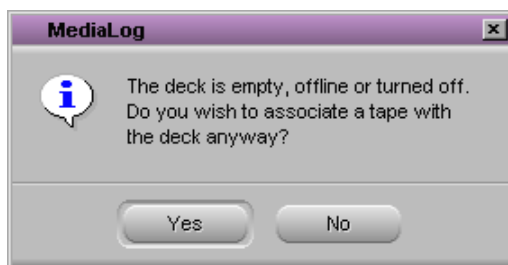 MediaLog
The deck is empty, offline or turned off.
Do you wish to associate a tape with
the deck anyway?
Yes No